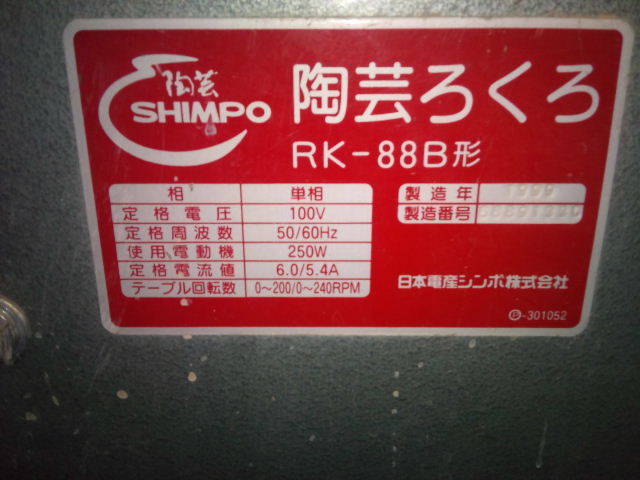 陶芸
SHIMPO
陶芸ろくろ
RK-88B形
相 単相
定格電圧 100V
定格周波数 50/60Hz
使用電動機 250W
定格電流値 6.0/5.4A
テーブル回転数 0～200/0～240RPM
製造年 1999
製造番号
日本電産シンポ株式会社
Ⓟ-301052